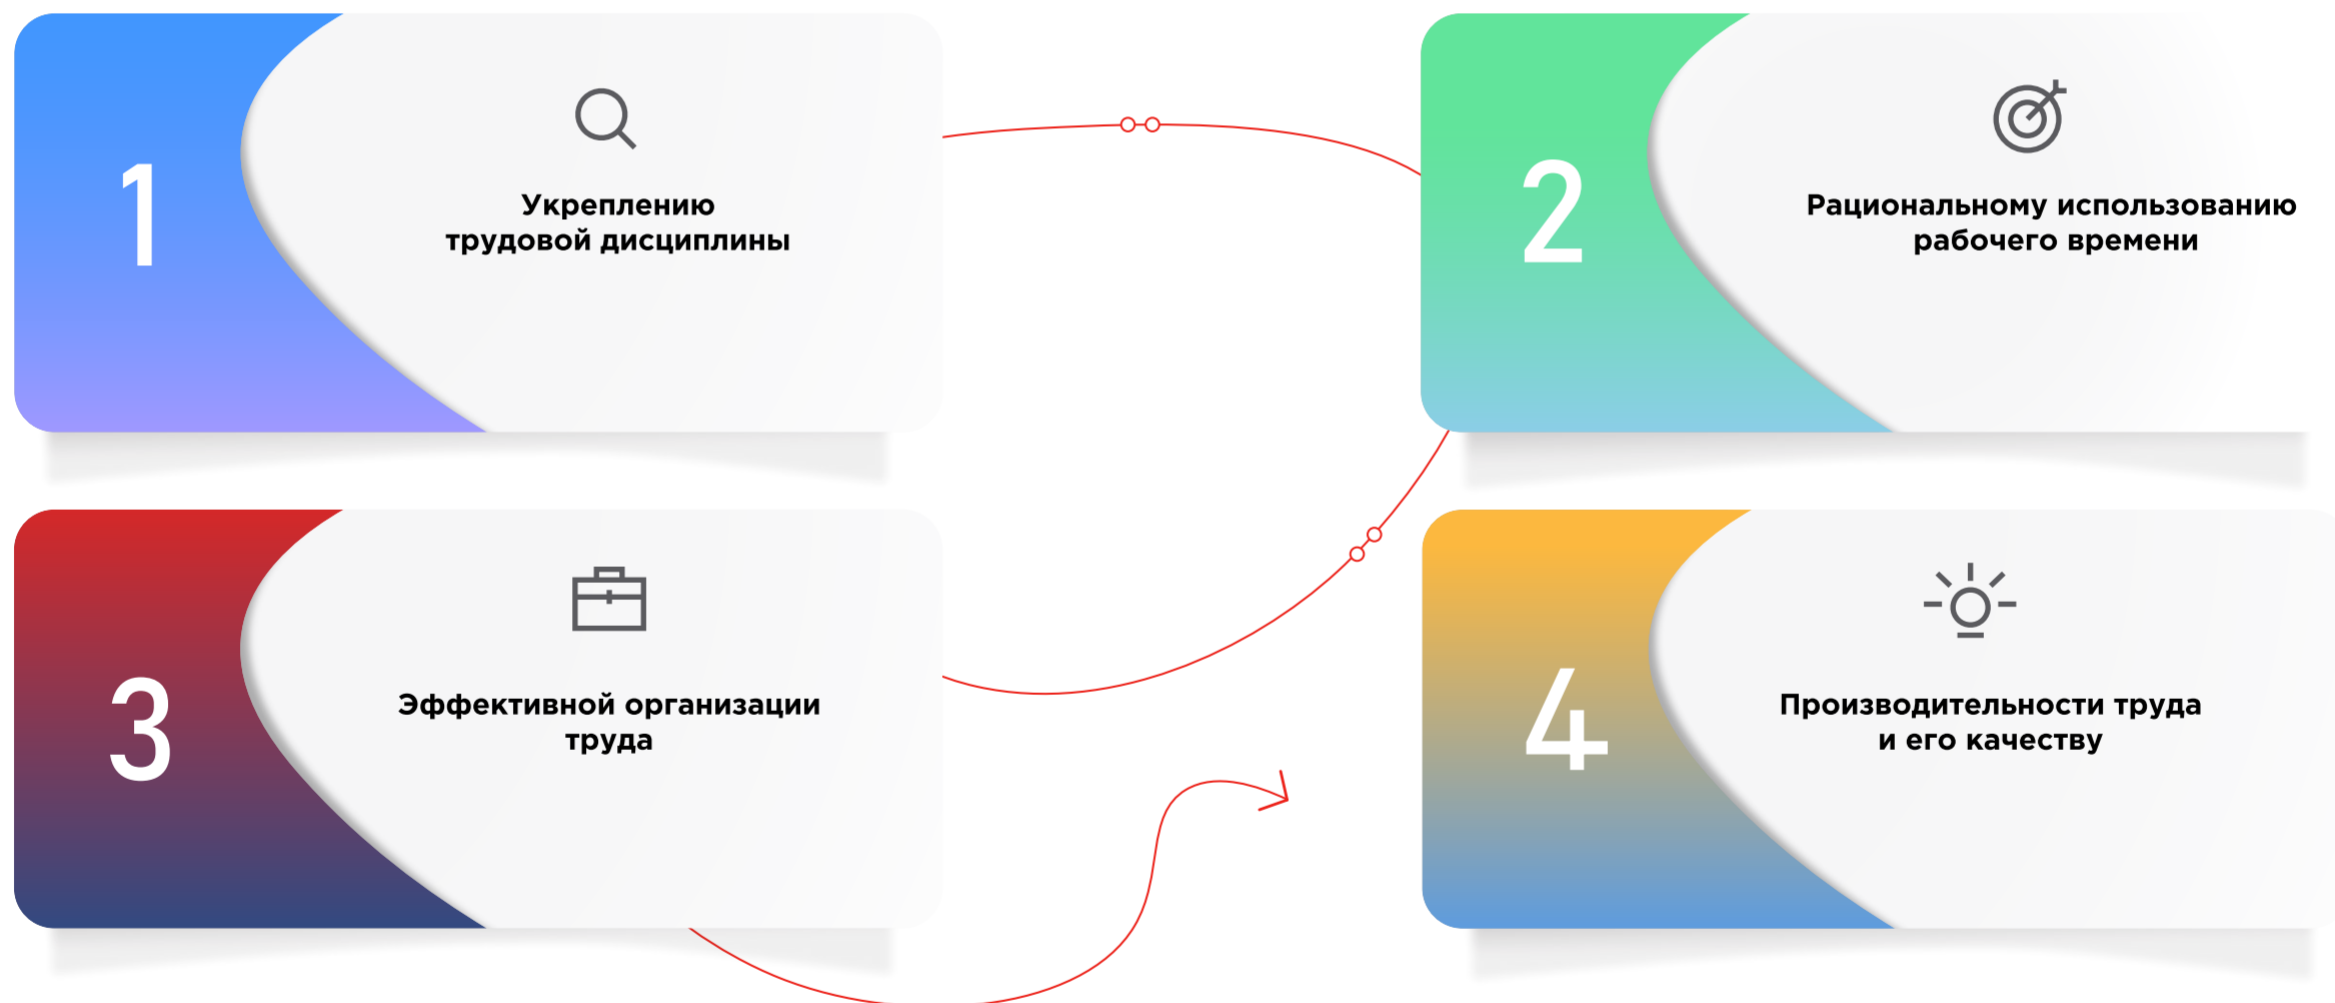 1
Укреплению
трудовой дисциплины
2
Рациональному использованию
рабочего времени
3
Эффективной организации
труда
4
Производительности труда
и его качеству